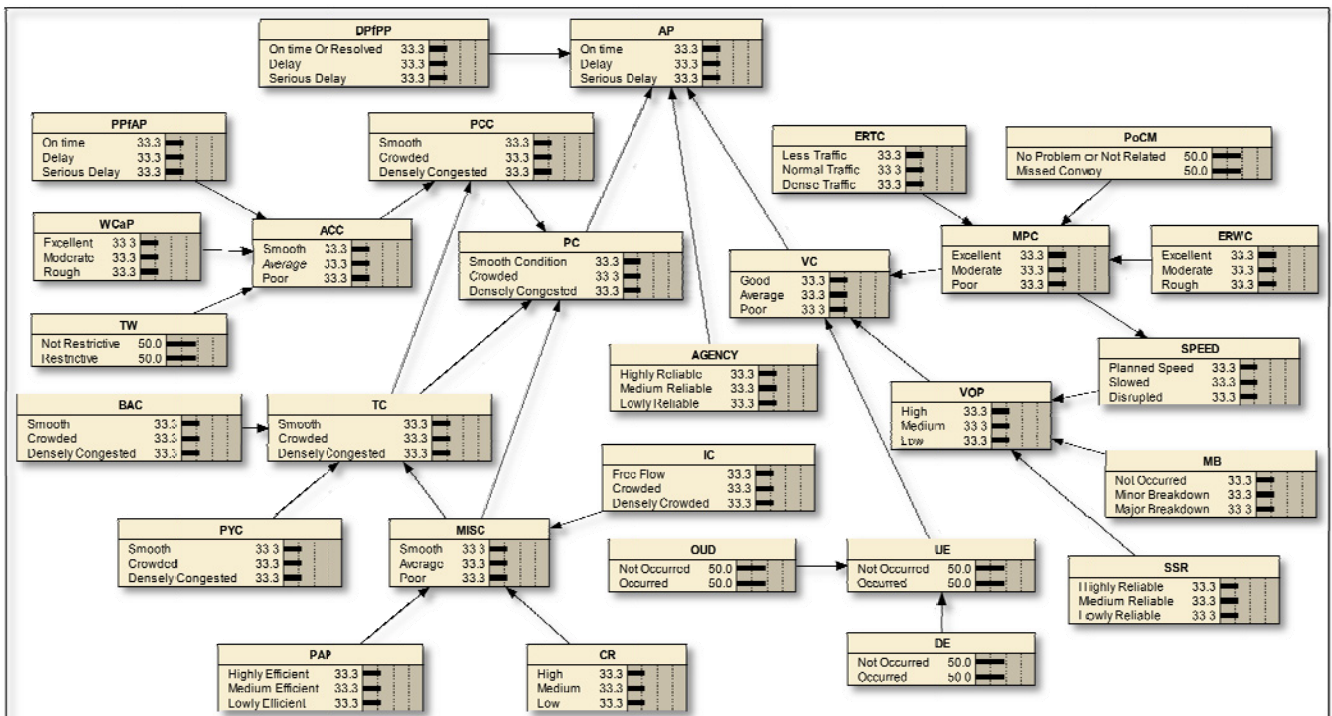 DPfPP
On time Or Resolved 33.3
Delay 33.3
Serious Delay 33.3
AP
On time 33.3
Delay 33.3
Serious Delay 33.3
PPfAP
On time 33.3
Delay 33.3
Serious Delay 33.3
PCC
Smooth 33.3
Crowded 33.3
Densely Congested 33.3
ERTC
Less Traffic 33.3
Normal Traffic 33.3
Dense Traffic 33.3
PoCM
No Problem or Not Related 50.0
Missed Convoy 50.0
WCaP
Excellent 33.3
Moderate 33.3
Rough 33.3
ACC
Smooth 33.3
Average 33.3
Poor 33.3
PC
Smooth Condition 33.3
Crowded 33.3
Densely Congested 33.3
VC
Good 33.3
Average 33.3
Poor 33.3
MPC
Excellent 33.3
Moderate 33.3
Poor 33.3
ERWC
Excellent 33.3
Moderate 33.3
Rough 33.3
TW
Not Restrictive 50.0
Restrictive 50.0
AGENCY
Highly Reliable 33.3
Medium Reliable 33.3
Lowly Reliable 33.3
SPEED
Planned Speed 33.3
Slowed 33.3
Disrupted 33.3
BAC
Smooth 33.3
Crowded 33.3
Densely Congested 33.3
TC
Smooth 33.3
Crowded 33.3
Densely Congested 33.3
VOP
High 33.3
Medium 33.3
Low 33.3
IC
Free Flow 33.3
Crowded 33.3
Densely Crowded 33.3
MB
Not Occurred 33.3
Minor Breakdown 33.3
Major Breakdown 33.3
PYC
Smooth 33.3
Crowded 33.3
Densely Congested 33.3
MISC
Smooth 33.3
Average 33.3
Poor 33.3
OUD
Not Occurred 50.0
Occurred 50.0
UE
Not Occurred 50.0
Occurred 50.0
SSR
Highly Reliable 33.3
Medium Reliable 33.3
Lowly Reliable 33.3
PAP
Highly Efficient 33.3
Medium Efficient 33.3
Lowly Efficient 33.3
CR
High 33.3
Medium 33.3
Low 33.3
DE
Not Occurred 50.0
Occurred 50.0